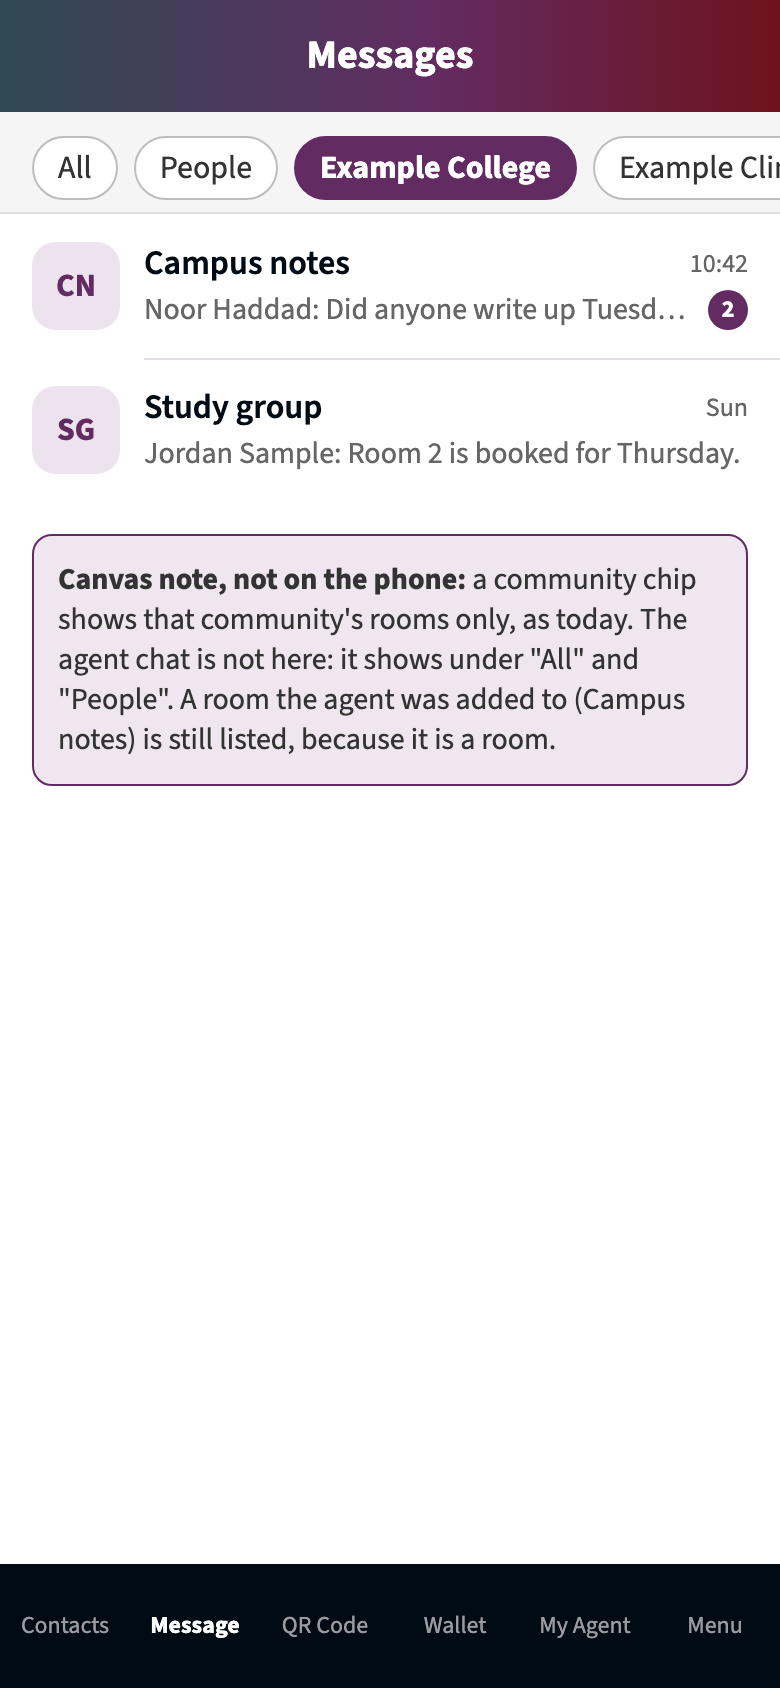 Messages
All
People
Example College
Example Clin
CN
Campus notes
10:42
Noor Haddad: Did anyone write up Tuesd…
2
SG
Study group
Sun
Jordan Sample: Room 2 is booked for Thursday.
Canvas note, not on the phone: a community chip
shows that community's rooms only, as today. The
agent chat is not here: it shows under "All" and
"People". A room the agent was added to (Campus
notes) is still listed, because it is a room.
Contacts
Message
QR Code
Wallet
My Agent
Menu